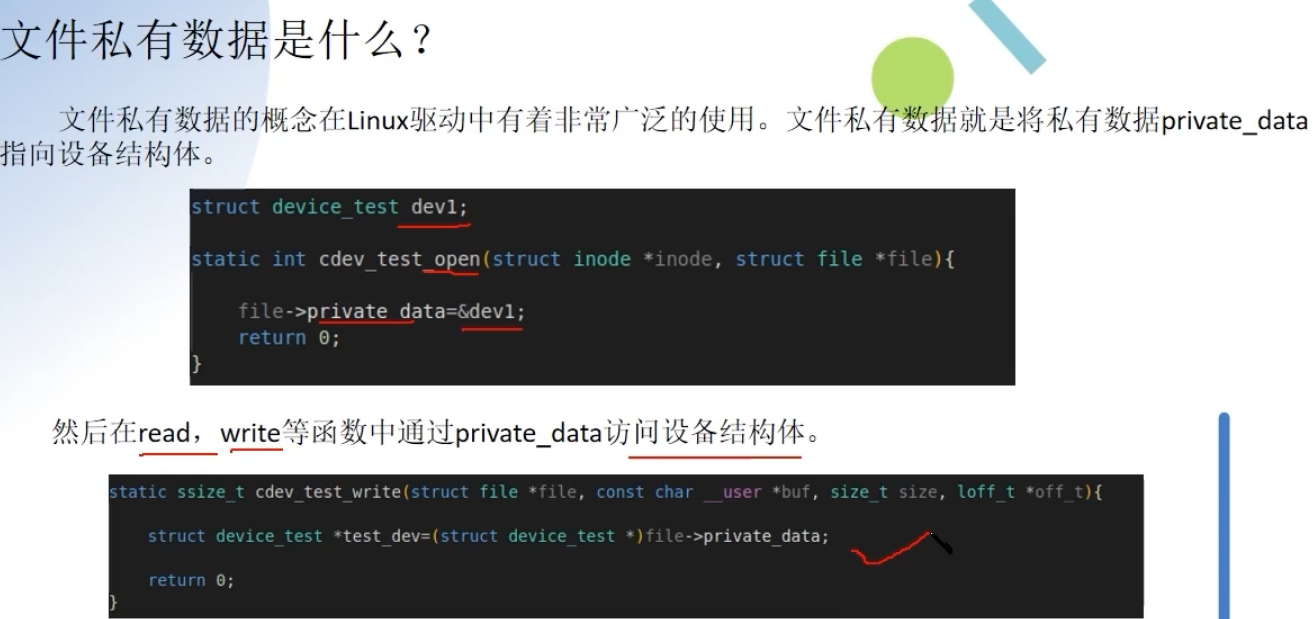 文件私有数据是什么？
文件私有数据的概念在Linux驱动中有着非常广泛的使用。文件私有数据就是将私有数据private_data
指向设备结构体。
struct device_test dev1;
static int cdev_test_open(struct inode *inode, struct file *file){
file->private_data=&dev1;
return 0;
}
然后在read，write等函数中通过private_data访问设备结构体。
static ssize_t cdev_test_write(struct file *file, const char __user *buf, size_t size, loff_t *off_t){
struct device_test *test_dev=(struct device_test *)file->private_data;
return 0;
}